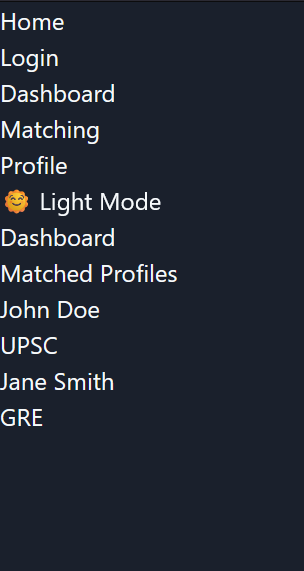 Home
Login
Dashboard
Matching
Profile
🌞 Light Mode
Dashboard
Matched Profiles
John Doe
UPSC
Jane Smith
GRE